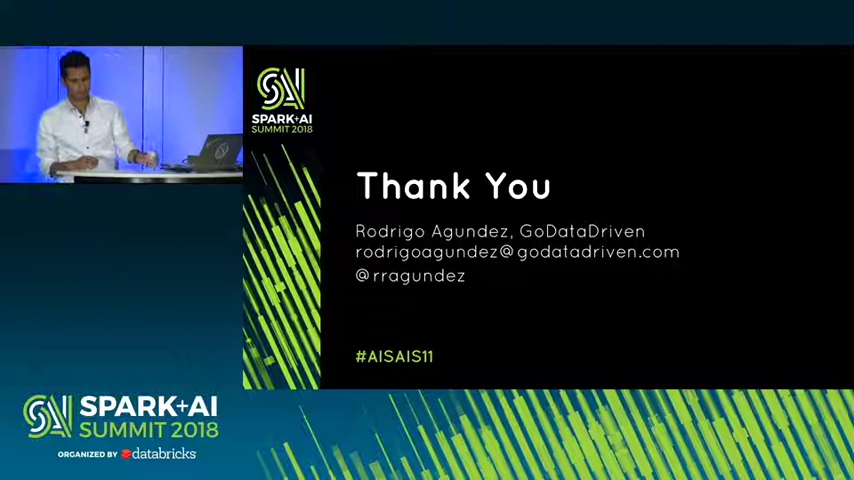 SPARK+AI
SUMMIT 2018
Thank You
Rodrigo Agundez, GoDataDriven
rodrigoagundez@godatadriven.com
@rragundez
#AISAIS11
SPARK+AI
SUMMIT 2018
ORGANIZED BY databricks